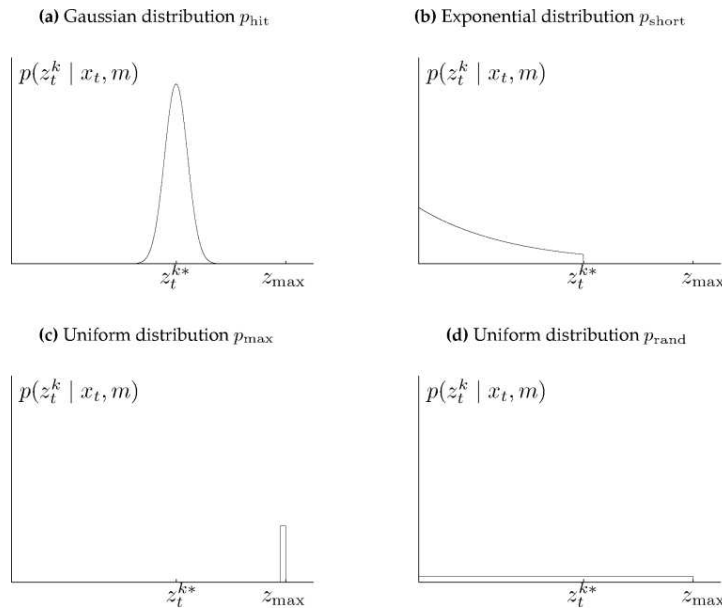 (a) Gaussian distribution p_hit
(b) Exponential distribution p_short
p(z_t^k | x_t, m)
p(z_t^k | x_t, m)
z_t^{k*} z_max
z_t^{k*} z_max
(c) Uniform distribution p_max
(d) Uniform distribution p_rand
p(z_t^k | x_t, m)
p(z_t^k | x_t, m)
z_t^{k*} z_max
z_t^{k*} z_max